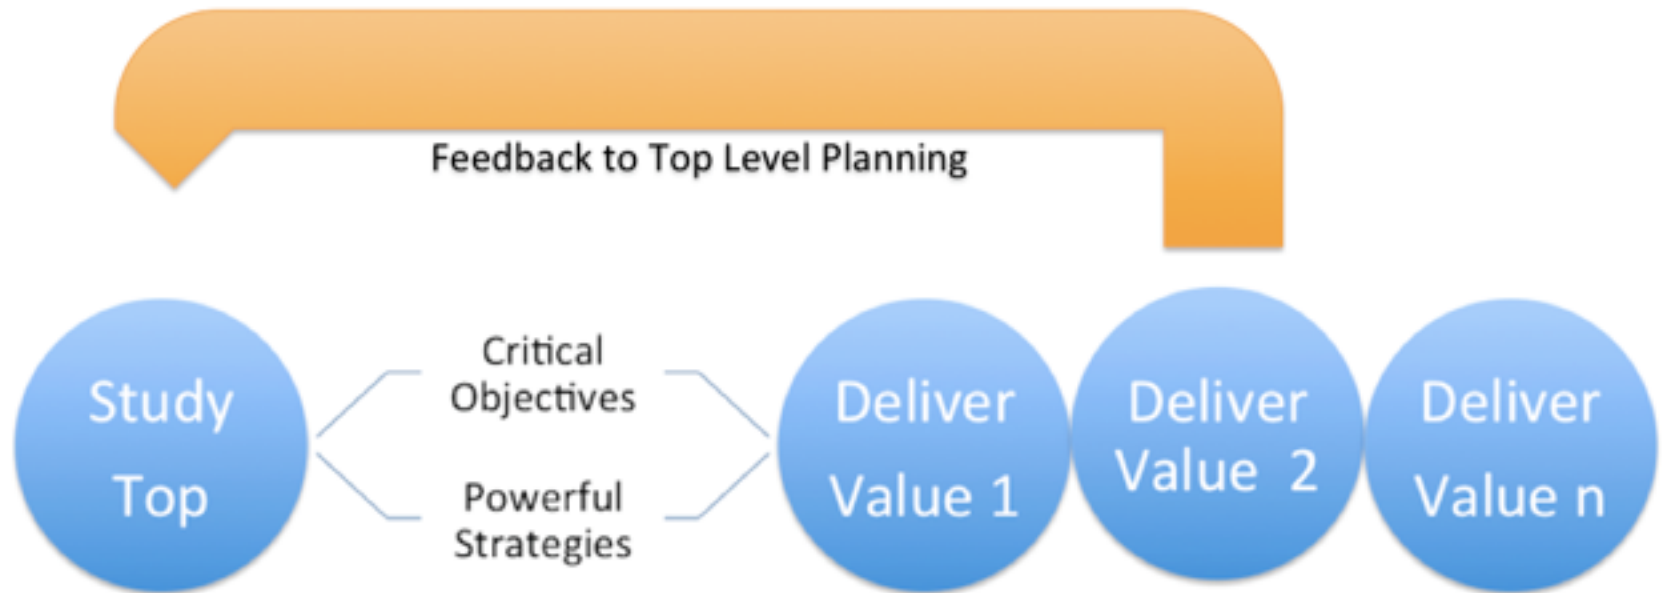 Feedback to Top Level Planning
Study
Top
Critical
Objectives
Powerful
Strategies
Deliver
Value 1
Deliver
Value 2
Deliver
Value n